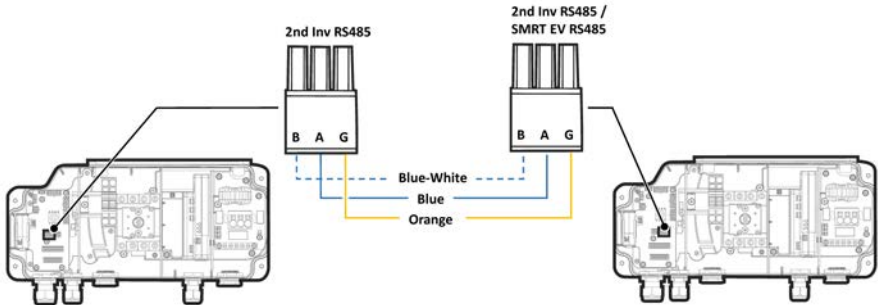 2nd Inv RS485
2nd Inv RS485 /
SMRT EV RS485
B A G
B A G
Blue-White
Blue
Orange